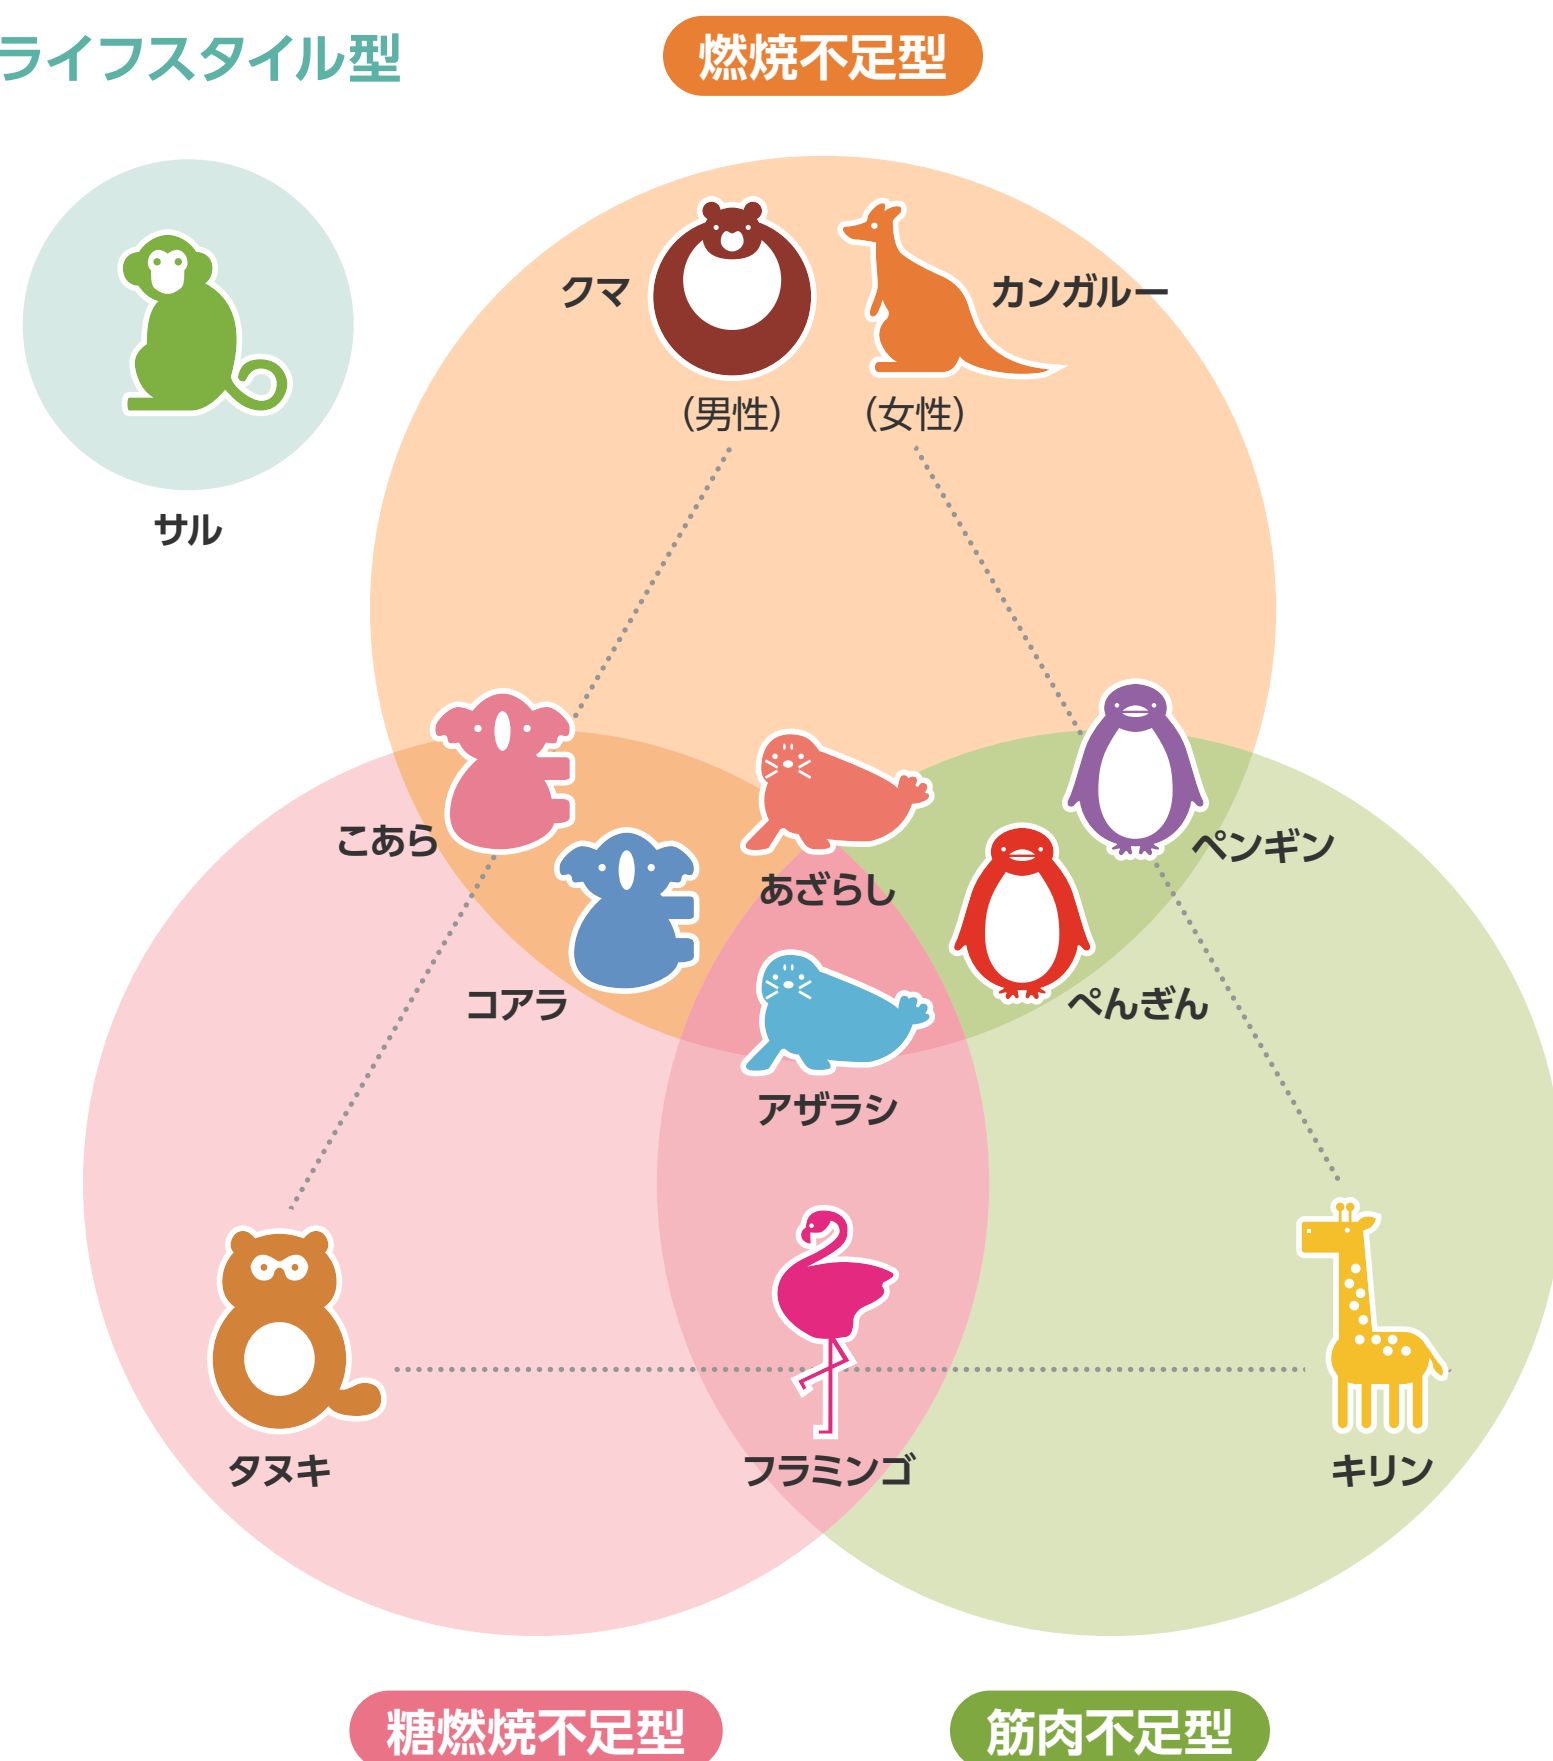 ライフスタイル型
燃焼不足型
クマ
カンガルー
（男性）
（女性）
サル
こあら
あざらし
ペンギン
コアラ
ぺんぎん
アザラシ
タヌキ
フラミンゴ
キリン
糖燃焼不足型
筋肉不足型